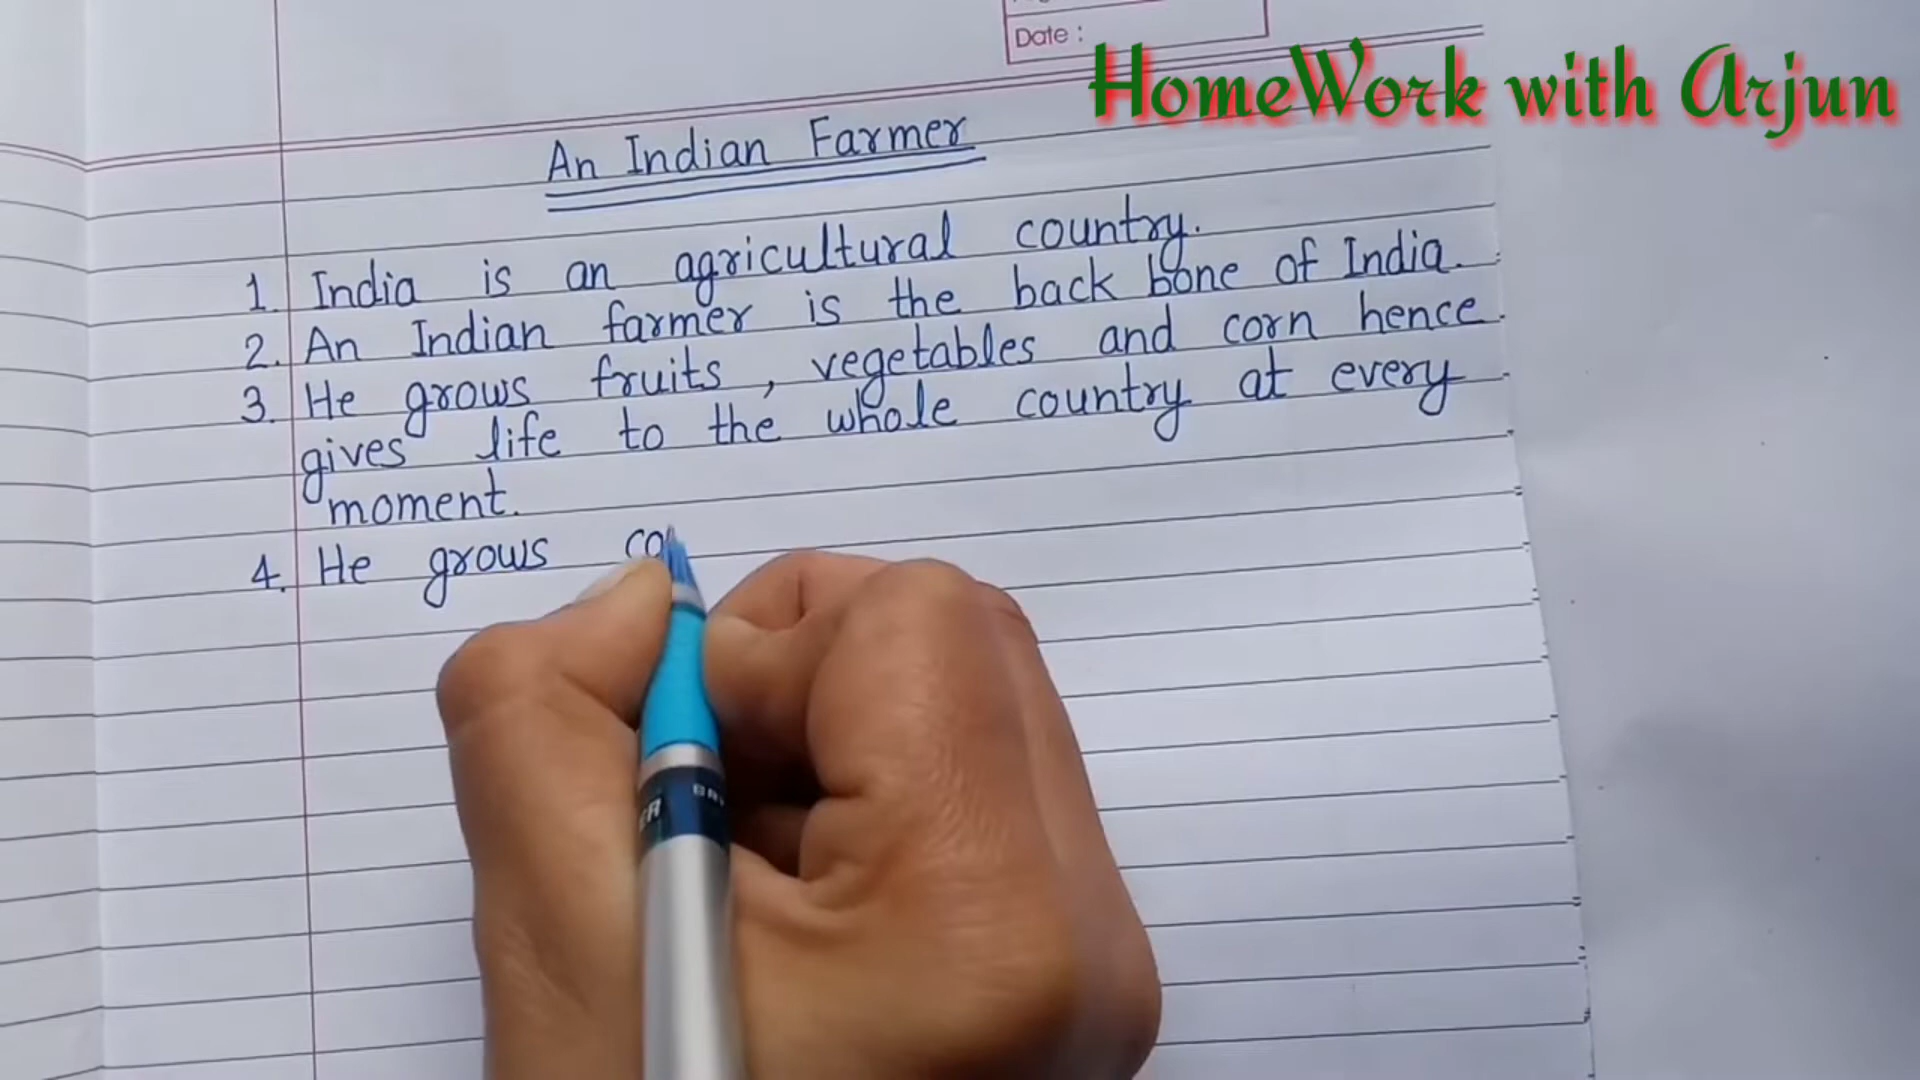 Date :
HomeWork with Arjun
An Indian Farmer
1. India is an agricultural country.
2. An Indian farmer is the back bone of India.
3. He grows fruits, vegetables and corn hence
gives life to the whole country at every
moment.
4. He grows co